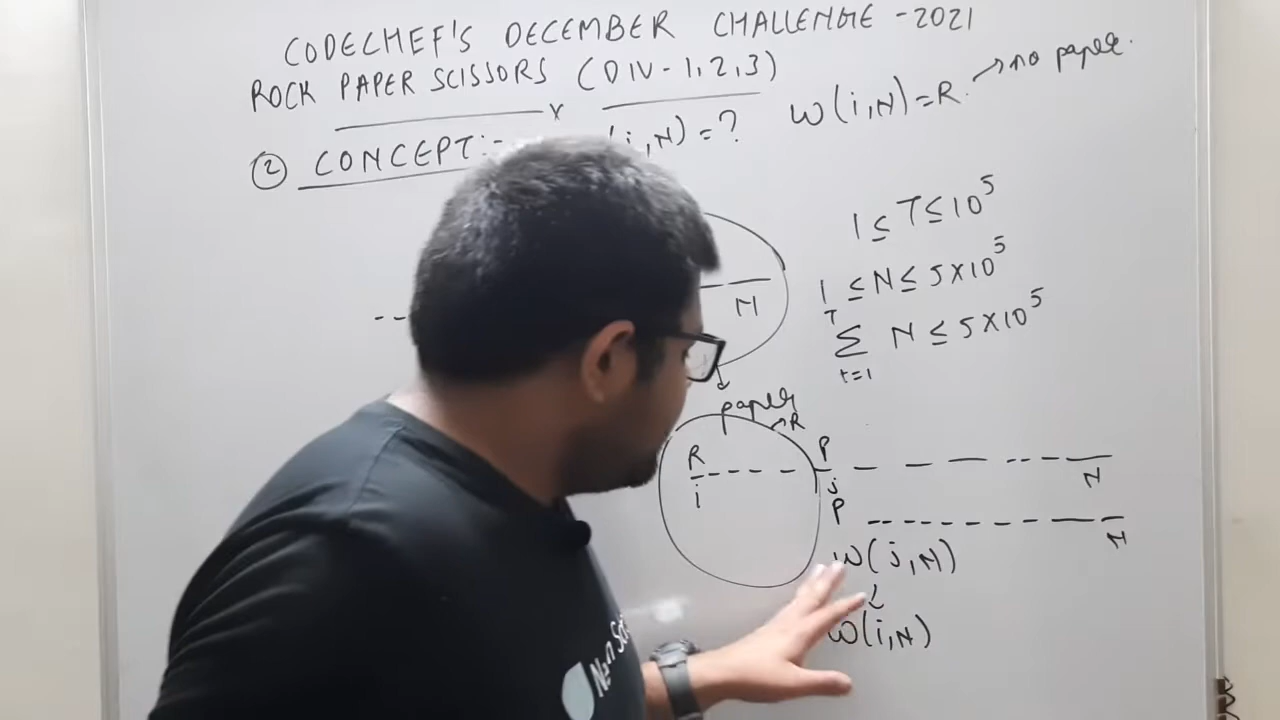 CODECHEF'S DECEMBER CHALLENGE - 2021
ROCK PAPER SCISSORS (DIV - 1, 2, 3)
x
② CONCEPT:- (i,N) = ?
W(i,N) = R → no paper.
1 ≤ T ≤ 10^5
1 ≤ N ≤ 5×10^5
T
∑ N ≤ 5×10^5
t=1
N
paper
R
R P
i j N
P N
W(j,N)
W(i,N)